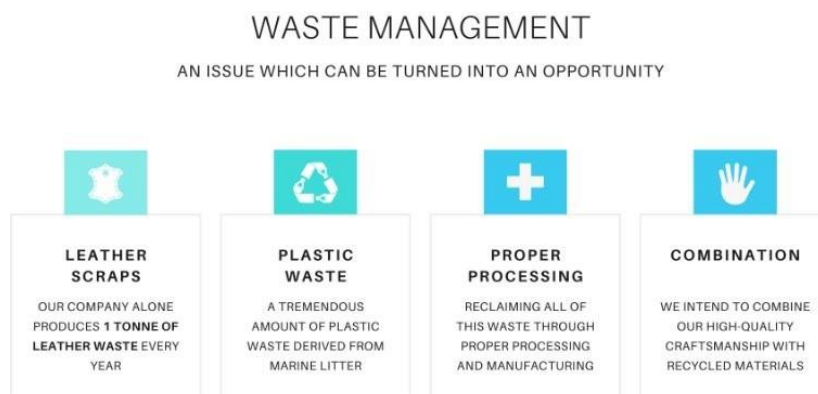 WASTE MANAGEMENT
AN ISSUE WHICH CAN BE TURNED INTO AN OPPORTUNITY
LEATHER
SCRAPS
OUR COMPANY ALONE
PRODUCES 1 TONNE OF
LEATHER WASTE EVERY
YEAR
PLASTIC
WASTE
A TREMENDOUS
AMOUNT OF PLASTIC
WASTE DERIVED FROM
MARINE LITTER
PROPER
PROCESSING
RECLAIMING ALL OF
THIS WASTE THROUGH
PROPER PROCESSING
AND MANUFACTURING
COMBINATION
WE INTEND TO COMBINE
OUR HIGH-QUALITY
CRAFTSMANSHIP WITH
RECYCLED MATERIALS